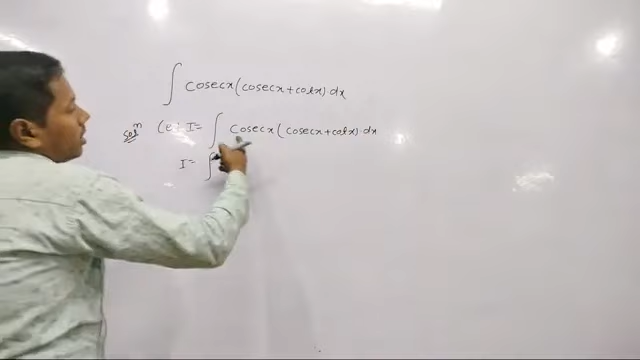 ∫ cosecx(cosecx+cotx)dx
Solⁿ Let I= ∫ cosecx(cosecx+cotx).dx
I= ∫